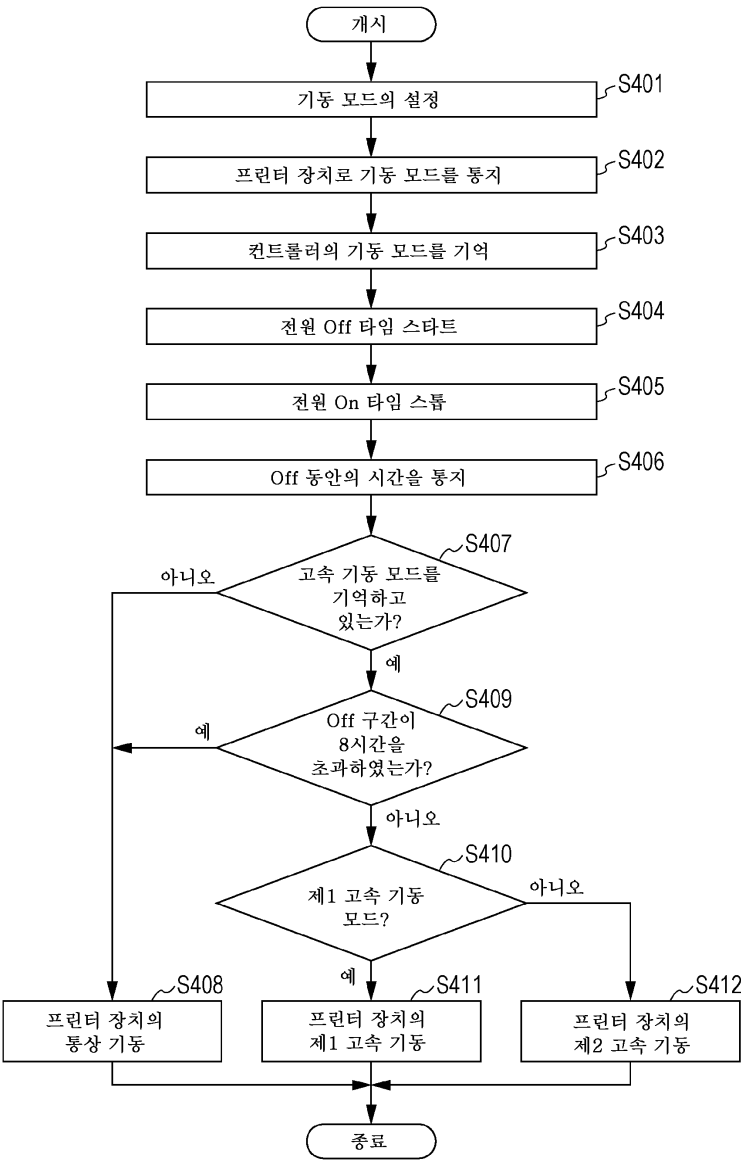 개시
S401
기동 모드의 설정
S402
프린터 장치로 기동 모드를 통지
S403
컨트롤러의 기동 모드를 기억
S404
전원 Off 타임 스타트
S405
전원 On 타임 스톱
S406
Off 동안의 시간을 통지
S407
아니오
고속 기동 모드를
기억하고
있는가?
예
S409
예
Off 구간이
8시간을
초과하였는가?
아니오
S410
아니오
제1 고속 기동
모드?
예
S408
S411
S412
프린터 장치의
통상 기동
프린터 장치의
제1 고속 기동
프린터 장치의
제2 고속 기동
종료